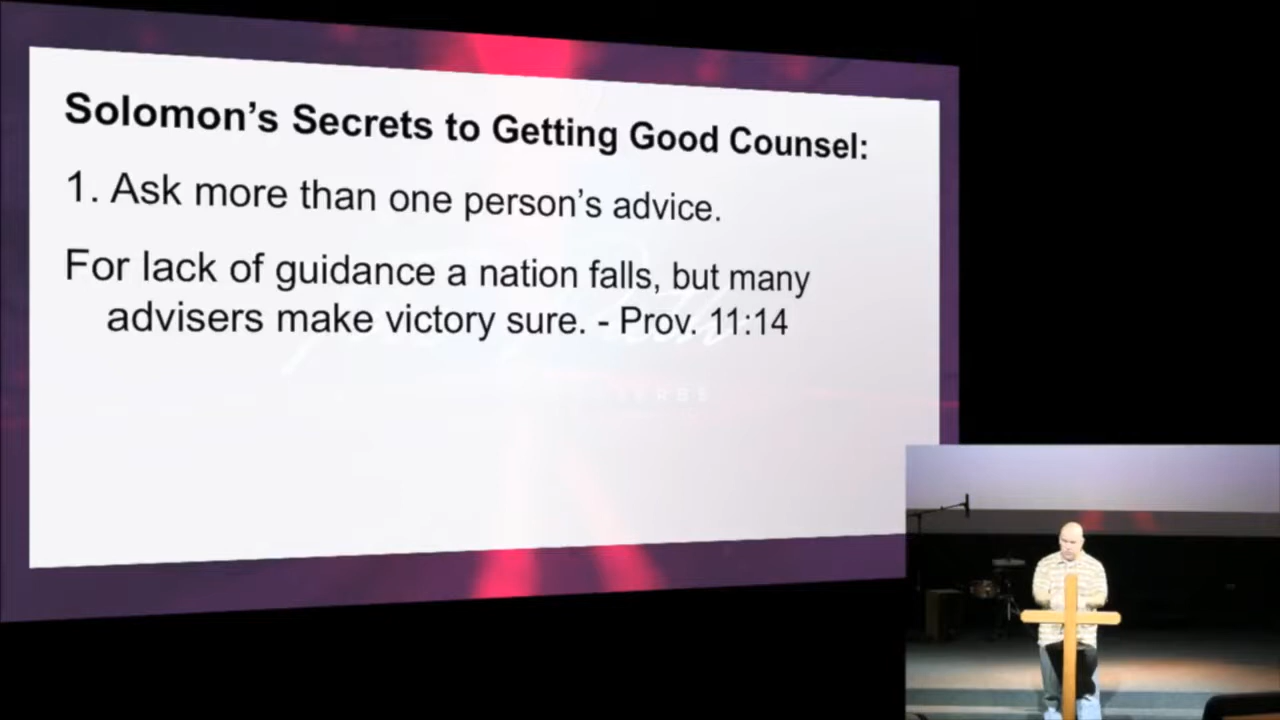 Solomon’s Secrets to Getting Good Counsel:
1. Ask more than one person’s advice.
For lack of guidance a nation falls, but many
advisers make victory sure. - Prov. 11:14